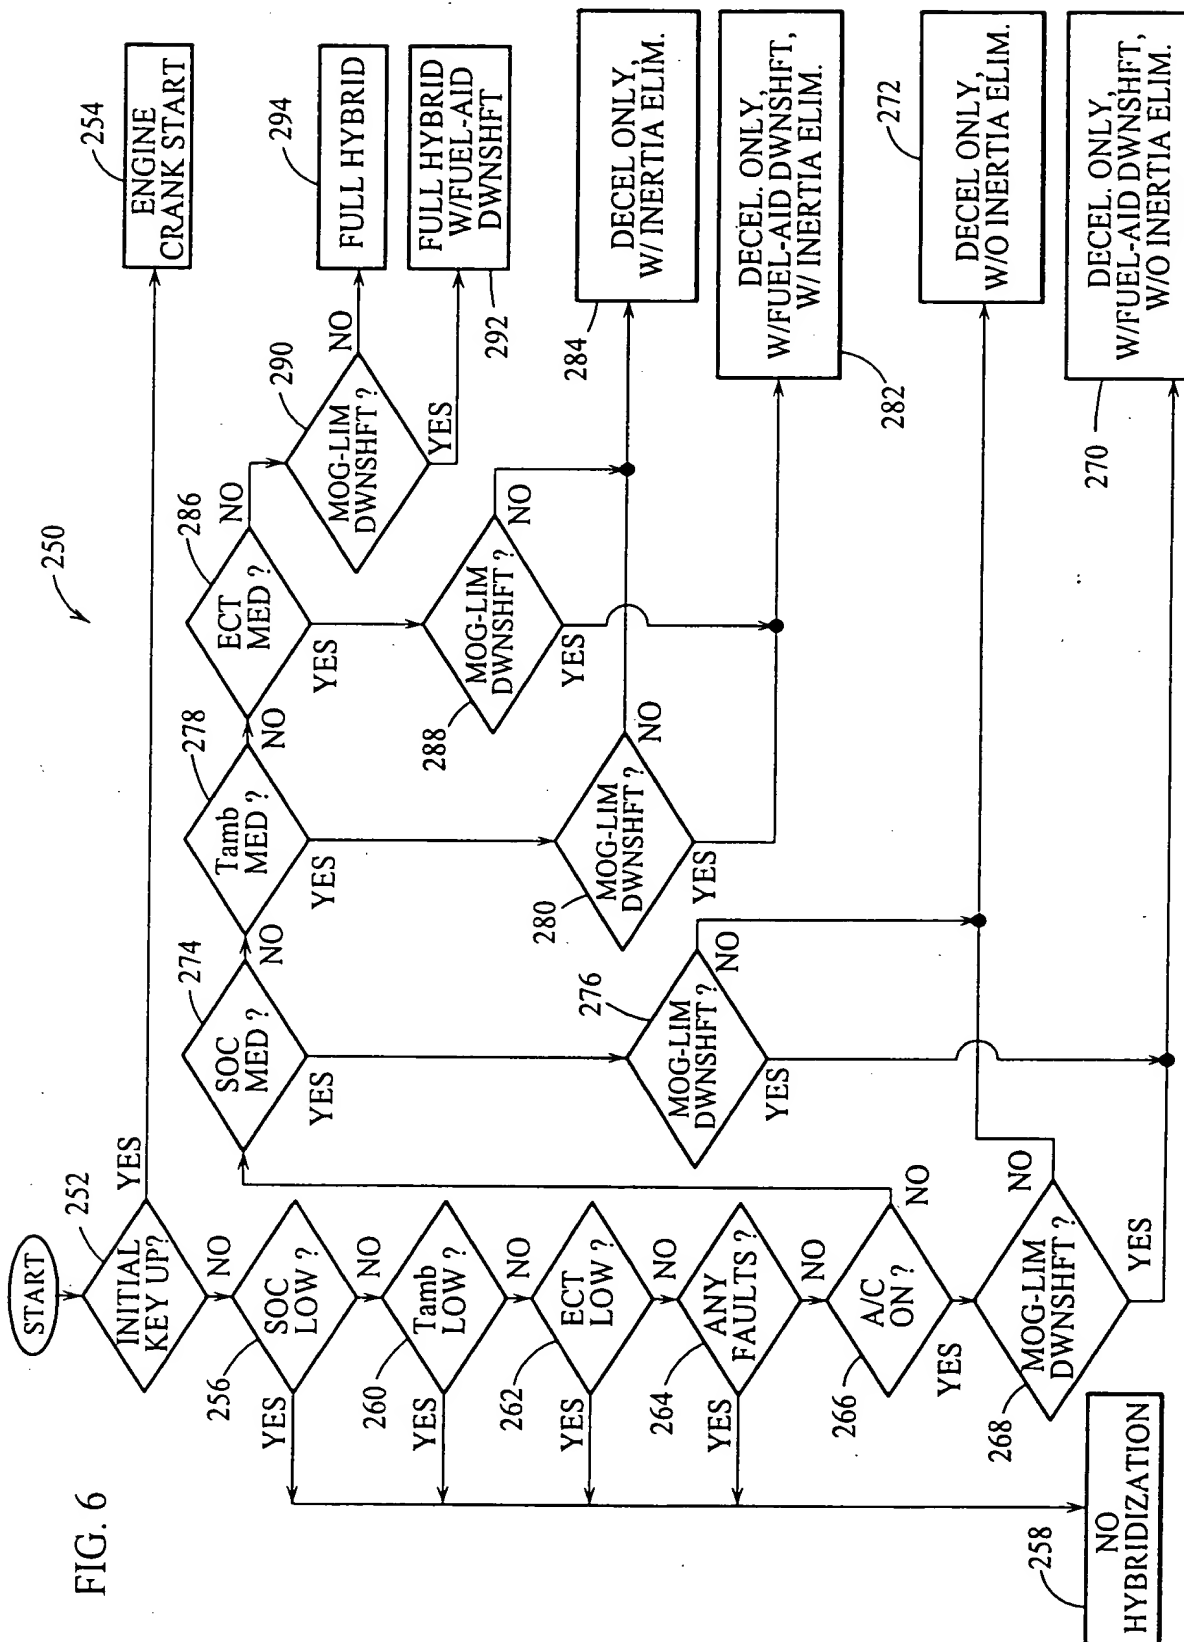 FIG. 6
250
START
INITIAL
KEY UP?
252
YES
NO
ENGINE
CRANK START
254
SOC
LOW ?
256
YES
NO
Tamb
LOW ?
260
YES
NO
ECT
LOW ?
262
YES
NO
ANY
FAULTS ?
264
YES
NO
A/C
ON ?
266
YES
NO
MOG-LIM
DWNSHFT ?
268
YES
NO
NO
HYBRIDIZATION
258
SOC
MED ?
274
YES
NO
MOG-LIM
DWNSHFT ?
276
YES
NO
Tamb
MED ?
278
YES
NO
MOG-LIM
DWNSHFT ?
280
YES
NO
ECT
MED ?
286
YES
NO
MOG-LIM
DWNSHFT ?
288
YES
NO
MOG-LIM
DWNSHFT ?
290
YES
NO
FULL HYBRID
294
FULL HYBRID
W/FUEL-AID
DWNSHFT
292
DECEL ONLY,
W/ INERTIA ELIM.
284
DECEL. ONLY,
W/FUEL-AID DWNSHFT,
W/ INERTIA ELIM.
282
DECEL ONLY,
W/O INERTIA ELIM.
272
DECEL. ONLY,
W/FUEL-AID DWNSHFT,
W/O INERTIA ELIM.
270